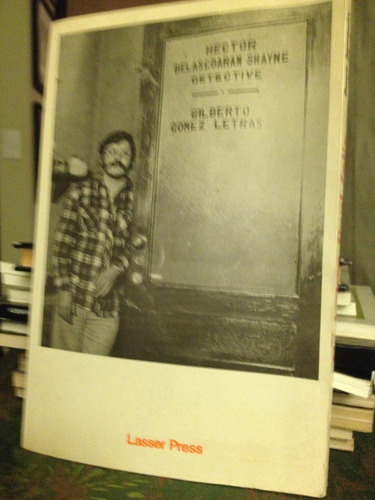 HECTOR
BELASCOARAN SHAYNE
DETECTIVE
GILBERTO
GOMEZ LETRAS
Lasser Press